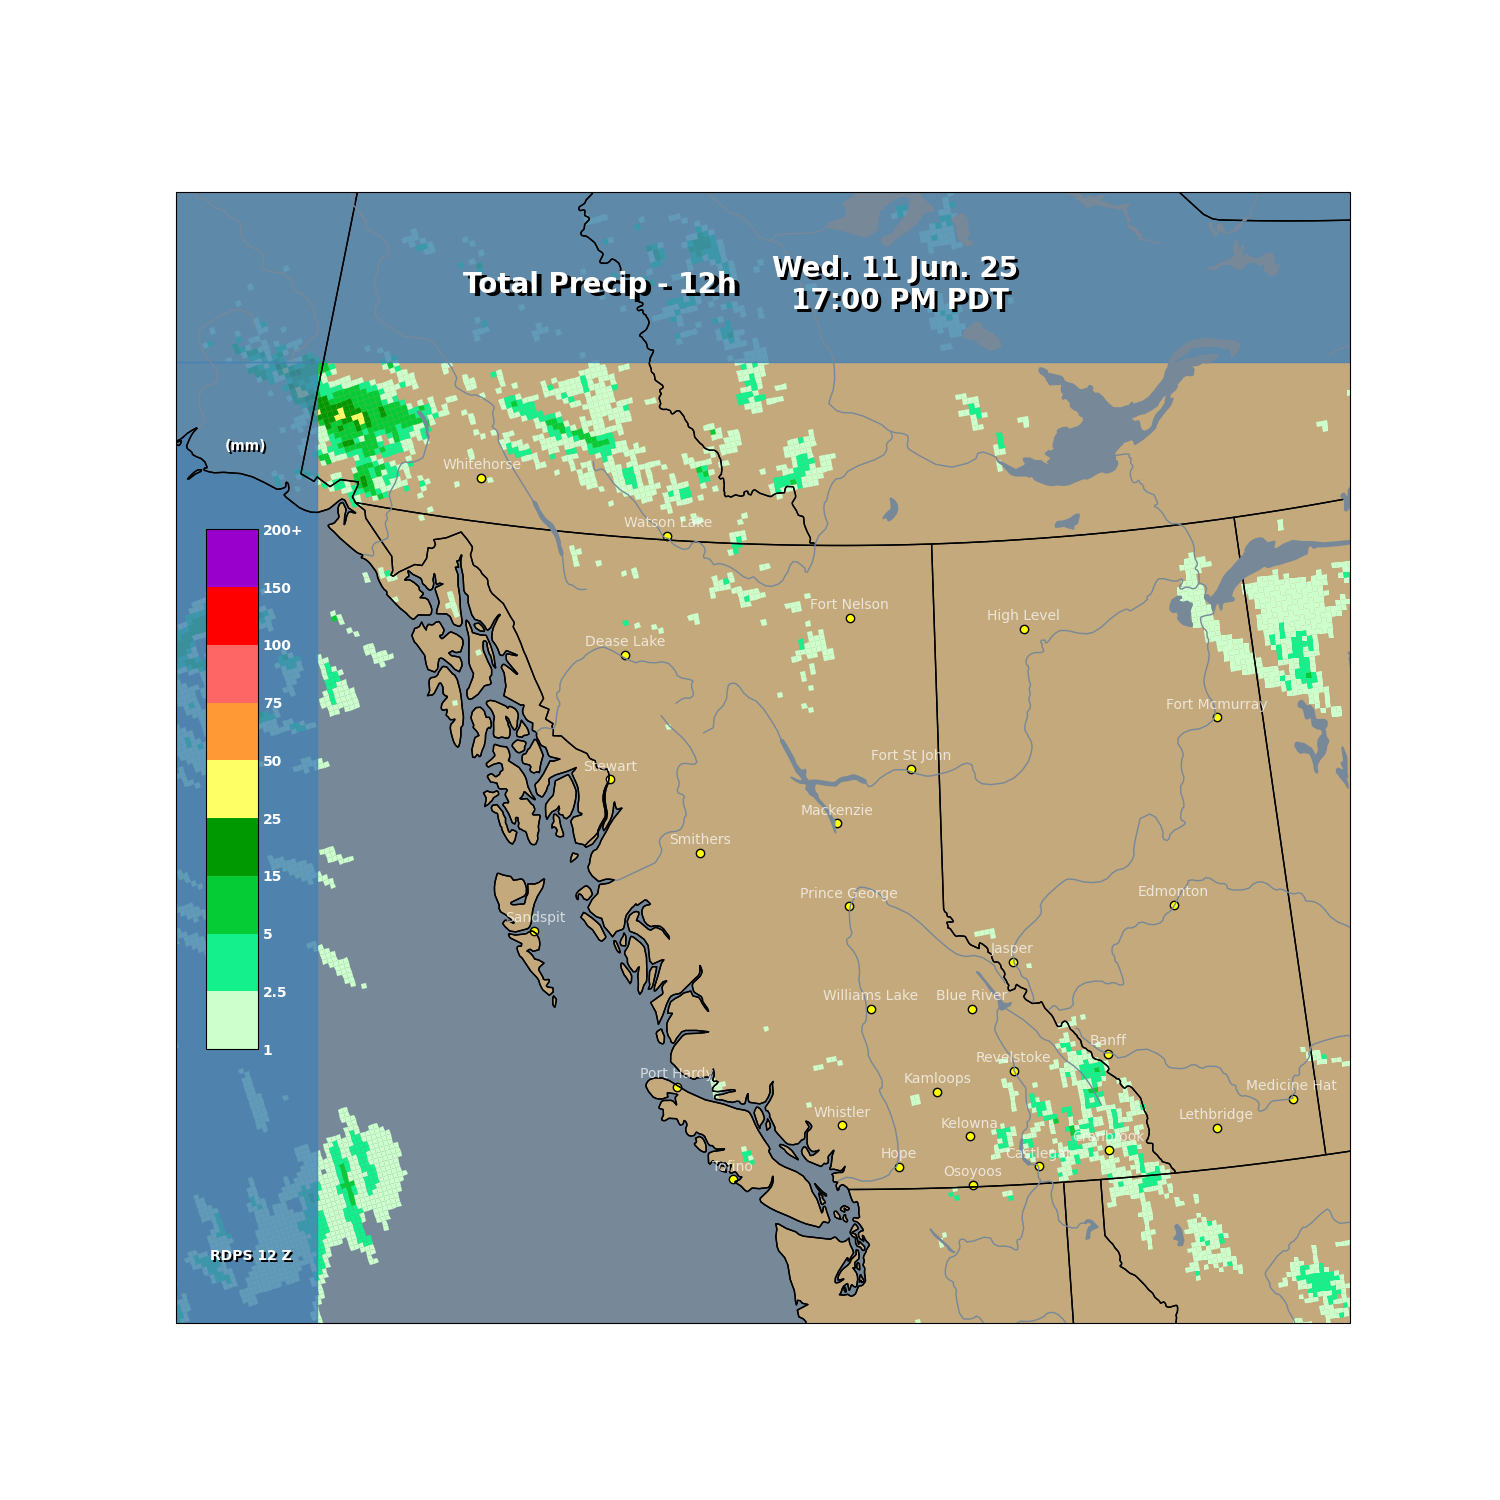 Total Precip - 12h
Wed. 11 Jun. 25
17:00 PM PDT
(mm)
Whitehorse
Watson Lake
200+
150
100
75
50
25
15
5
2.5
1
Fort Nelson
High Level
Dease Lake
Fort Mcmurray
Fort St John
Stewart
Mackenzie
Smithers
Prince George
Edmonton
Sandspit
Jasper
Williams Lake
Blue River
Banff
Revelstoke
Port Hardy
Kamloops
Medicine Hat
Whistler
Lethbridge
Kelowna
Cranbrook
Hope
Castlegar
Tofino
Osoyoos
RDPS 12 Z